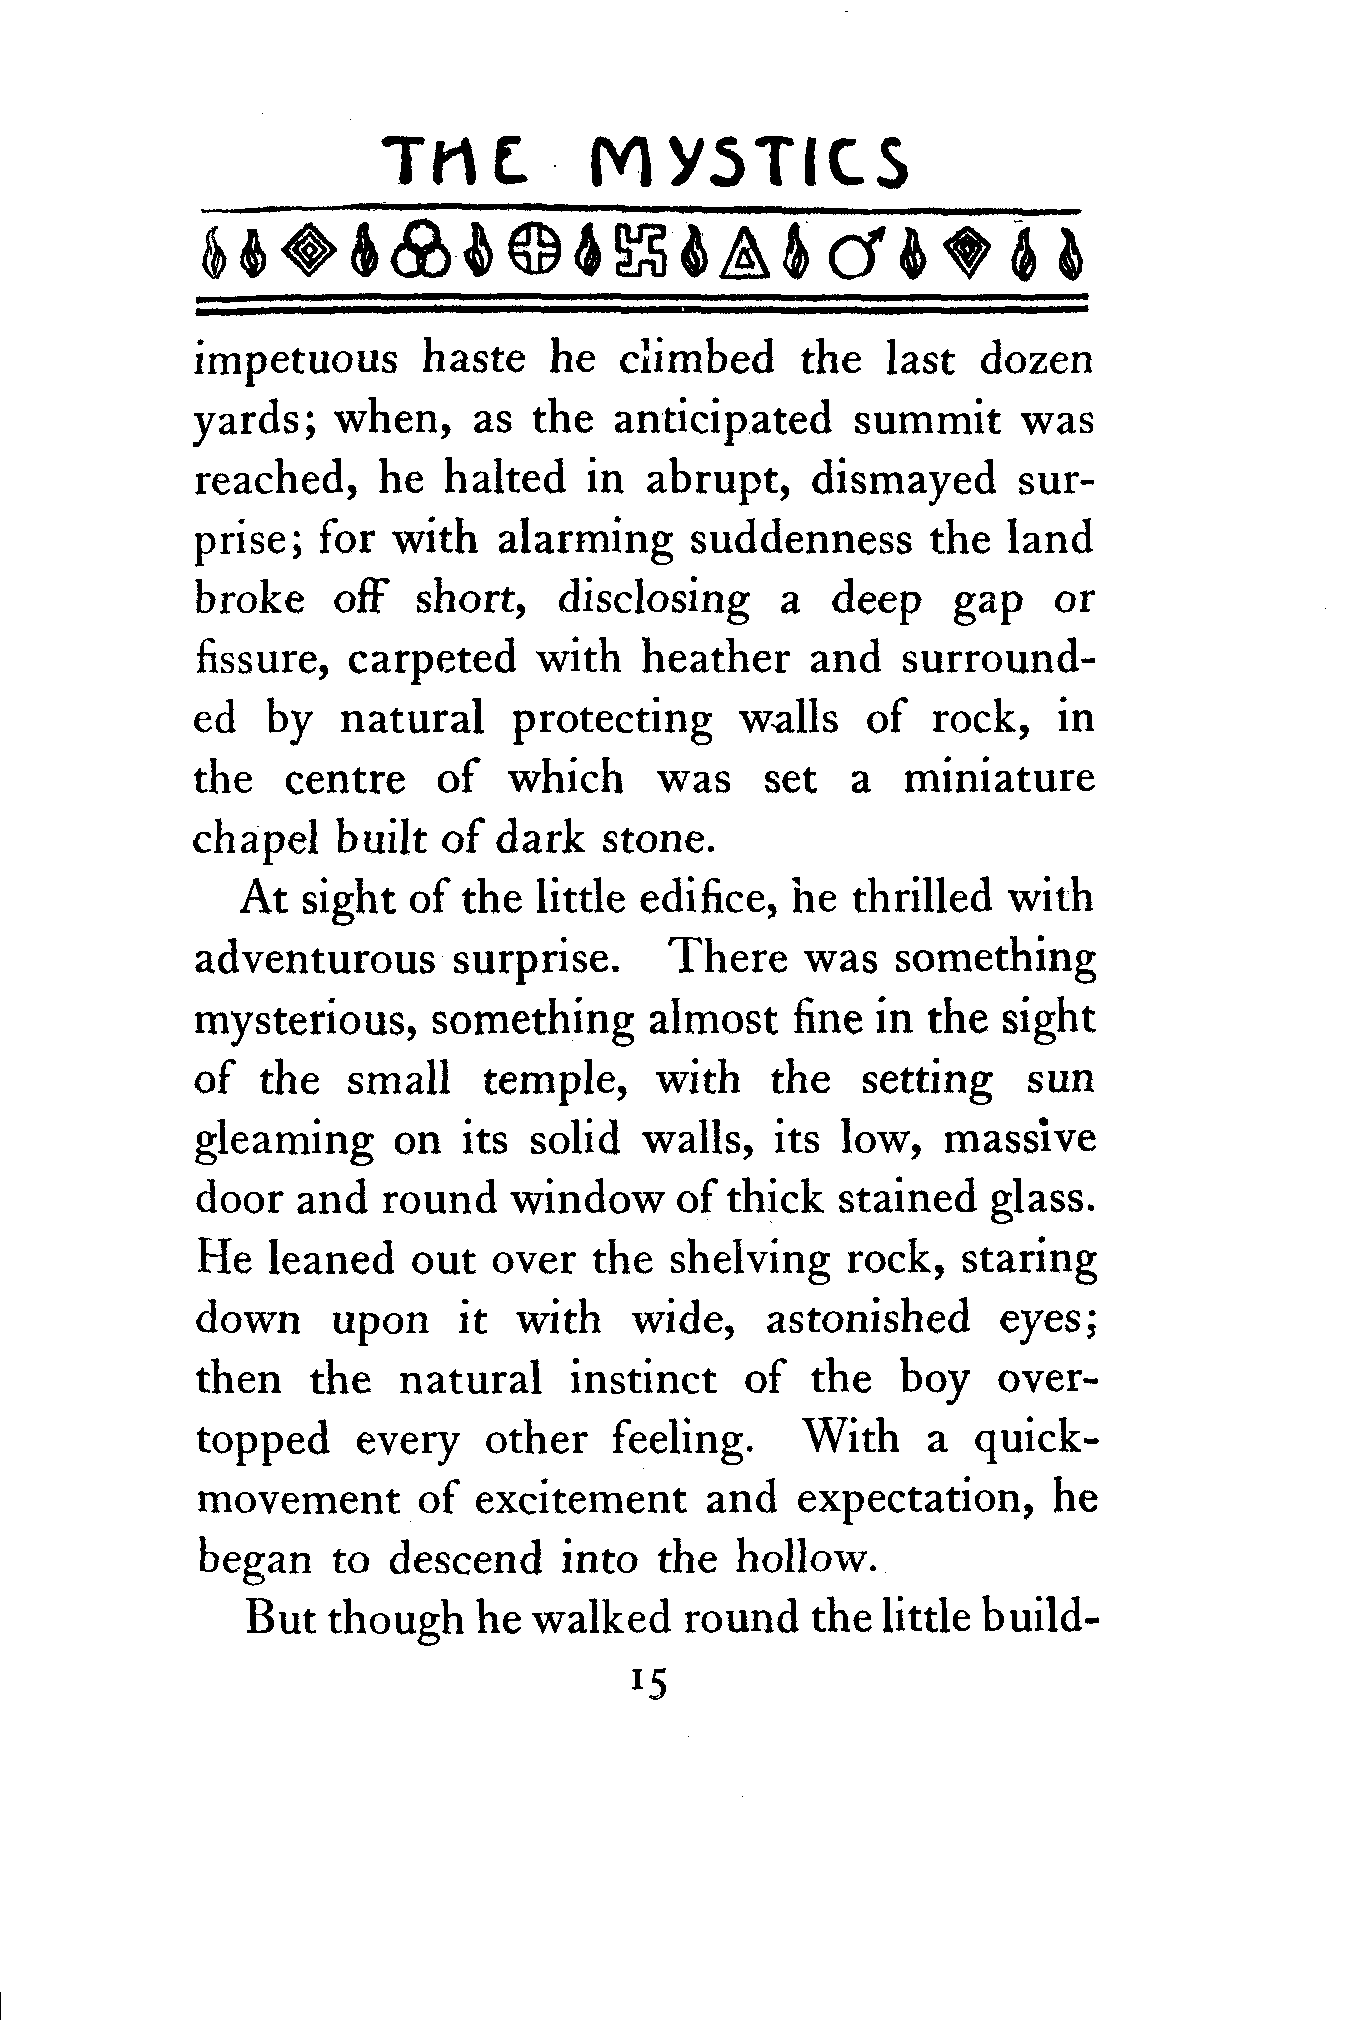 THE MYSTICS
impetuous haste he climbed the last dozen
yards; when, as the anticipated summit was
reached, he halted in abrupt, dismayed sur-
prise; for with alarming suddenness the land
broke off short, disclosing a deep gap or
fissure, carpeted with heather and surround-
ed by natural protecting walls of rock, in
the centre of which was set a miniature
chapel built of dark stone.
At sight of the little edifice, he thrilled with
adventurous surprise. There was something
mysterious, something almost fine in the sight
of the small temple, with the setting sun
gleaming on its solid walls, its low, massive
door and round window of thick stained glass.
He leaned out over the shelving rock, staring
down upon it with wide, astonished eyes;
then the natural instinct of the boy over-
topped every other feeling. With a quick-
movement of excitement and expectation, he
began to descend into the hollow.
But though he walked round the little build-
15